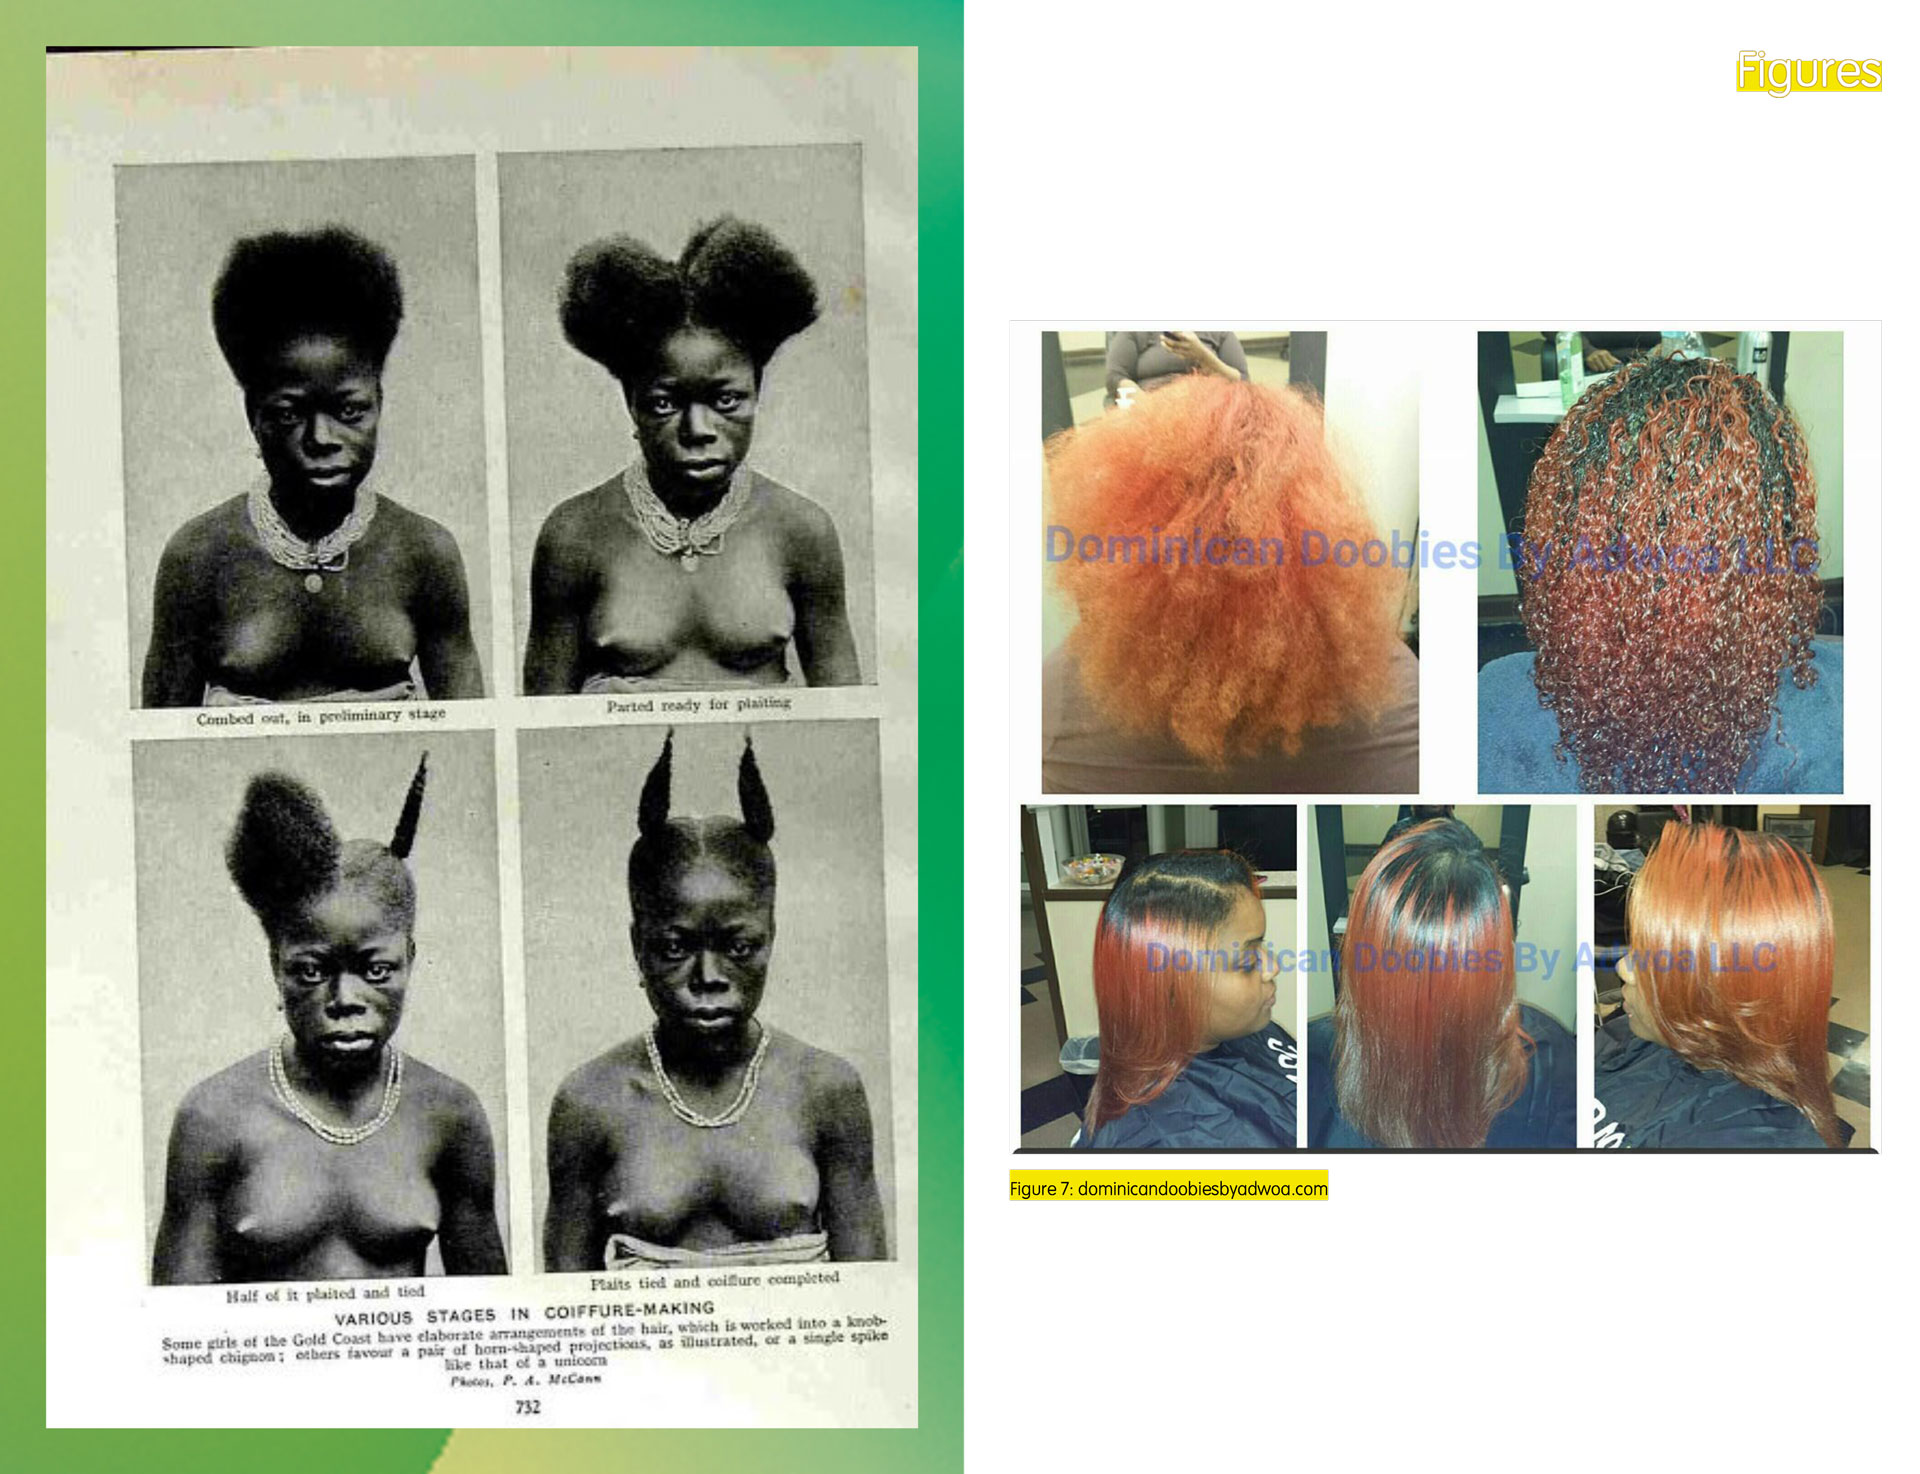 Combed out, in preliminary stage
Parted ready for plaiting
Half of it plaited and tied
Plaits tied and coiffure completed
VARIOUS STAGES IN COIFFURE-MAKING
Some girls of the Gold Coast have elaborate arrangements of the hair, which is worked into a knob-
shaped chignon; others favour a pair of horn-shaped projections, as illustrated, or a single spike
like that of a unicorn
Photos, P. A. McCann
732
Figures
Dominican Doobies By Adwoa LLC
Dominican Doobies By Adwoa LLC
Figure 7: dominicandoobiesbyadwoa.com